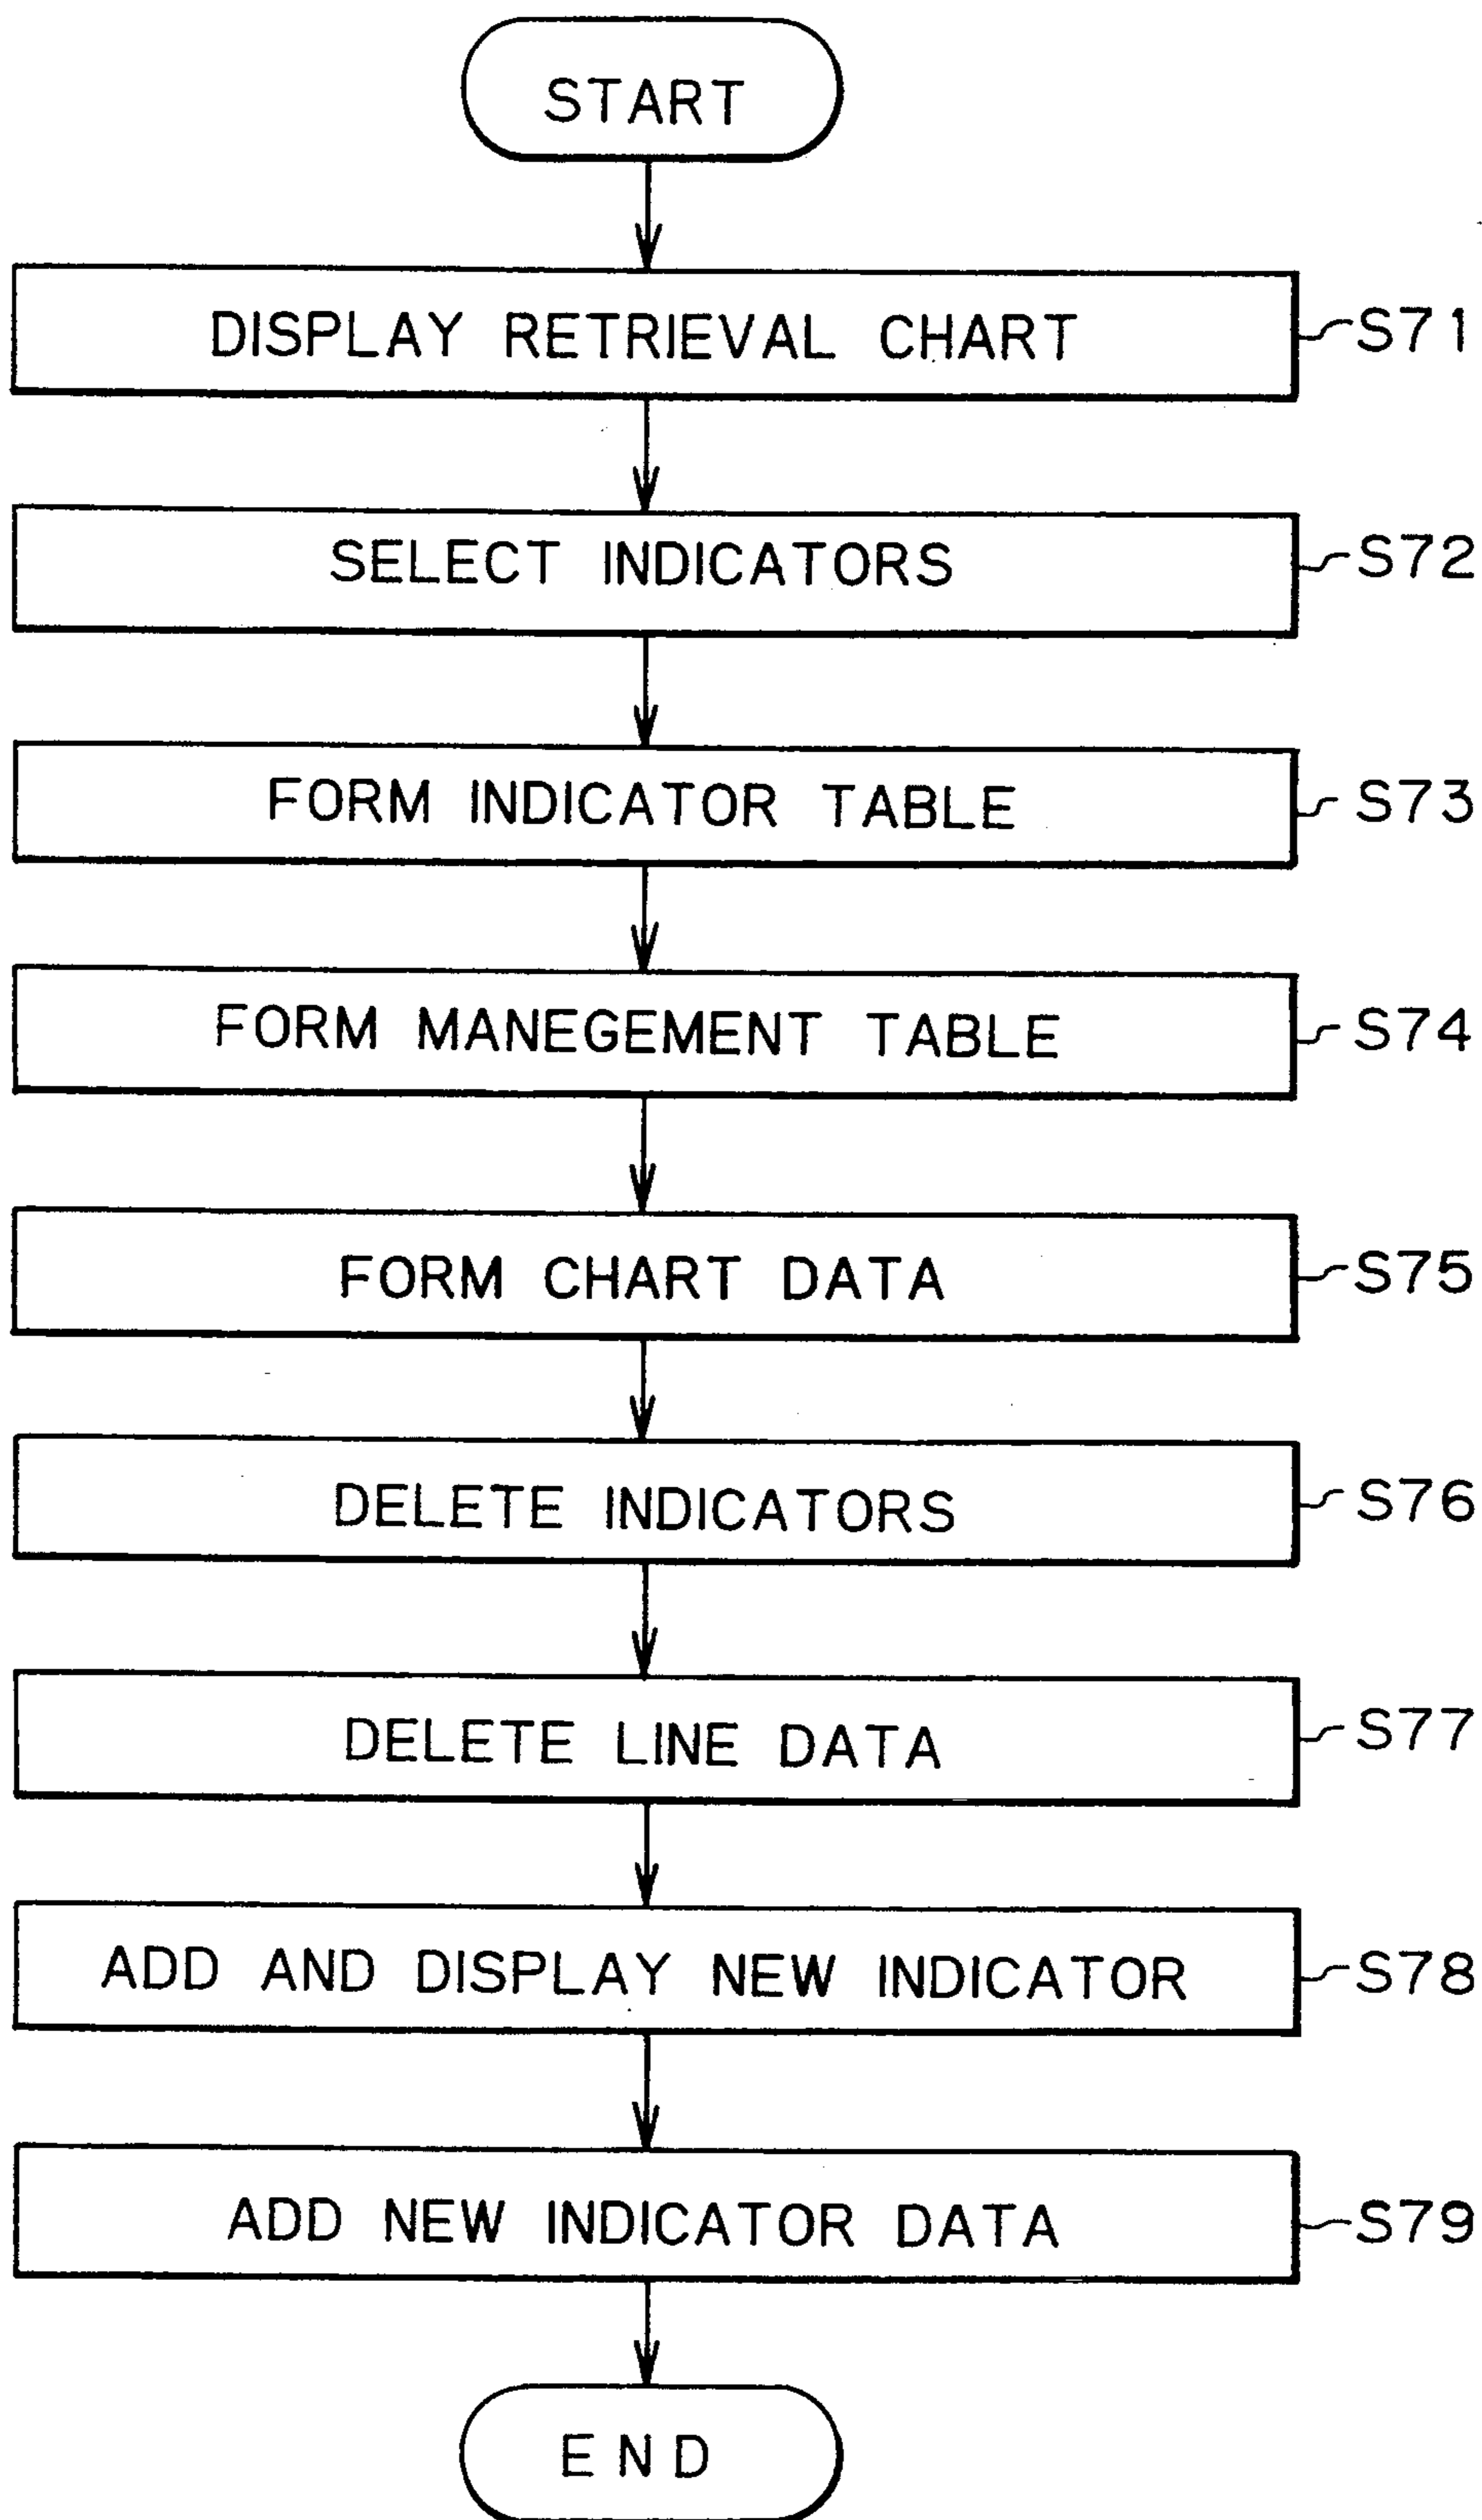 START
DISPLAY RETRIEVAL CHART S71
SELECT INDICATORS S72
FORM INDICATOR TABLE S73
FORM MANEGEMENT TABLE S74
FORM CHART DATA S75
DELETE INDICATORS S76
DELETE LINE DATA S77
ADD AND DISPLAY NEW INDICATOR S78
ADD NEW INDICATOR DATA S79
END